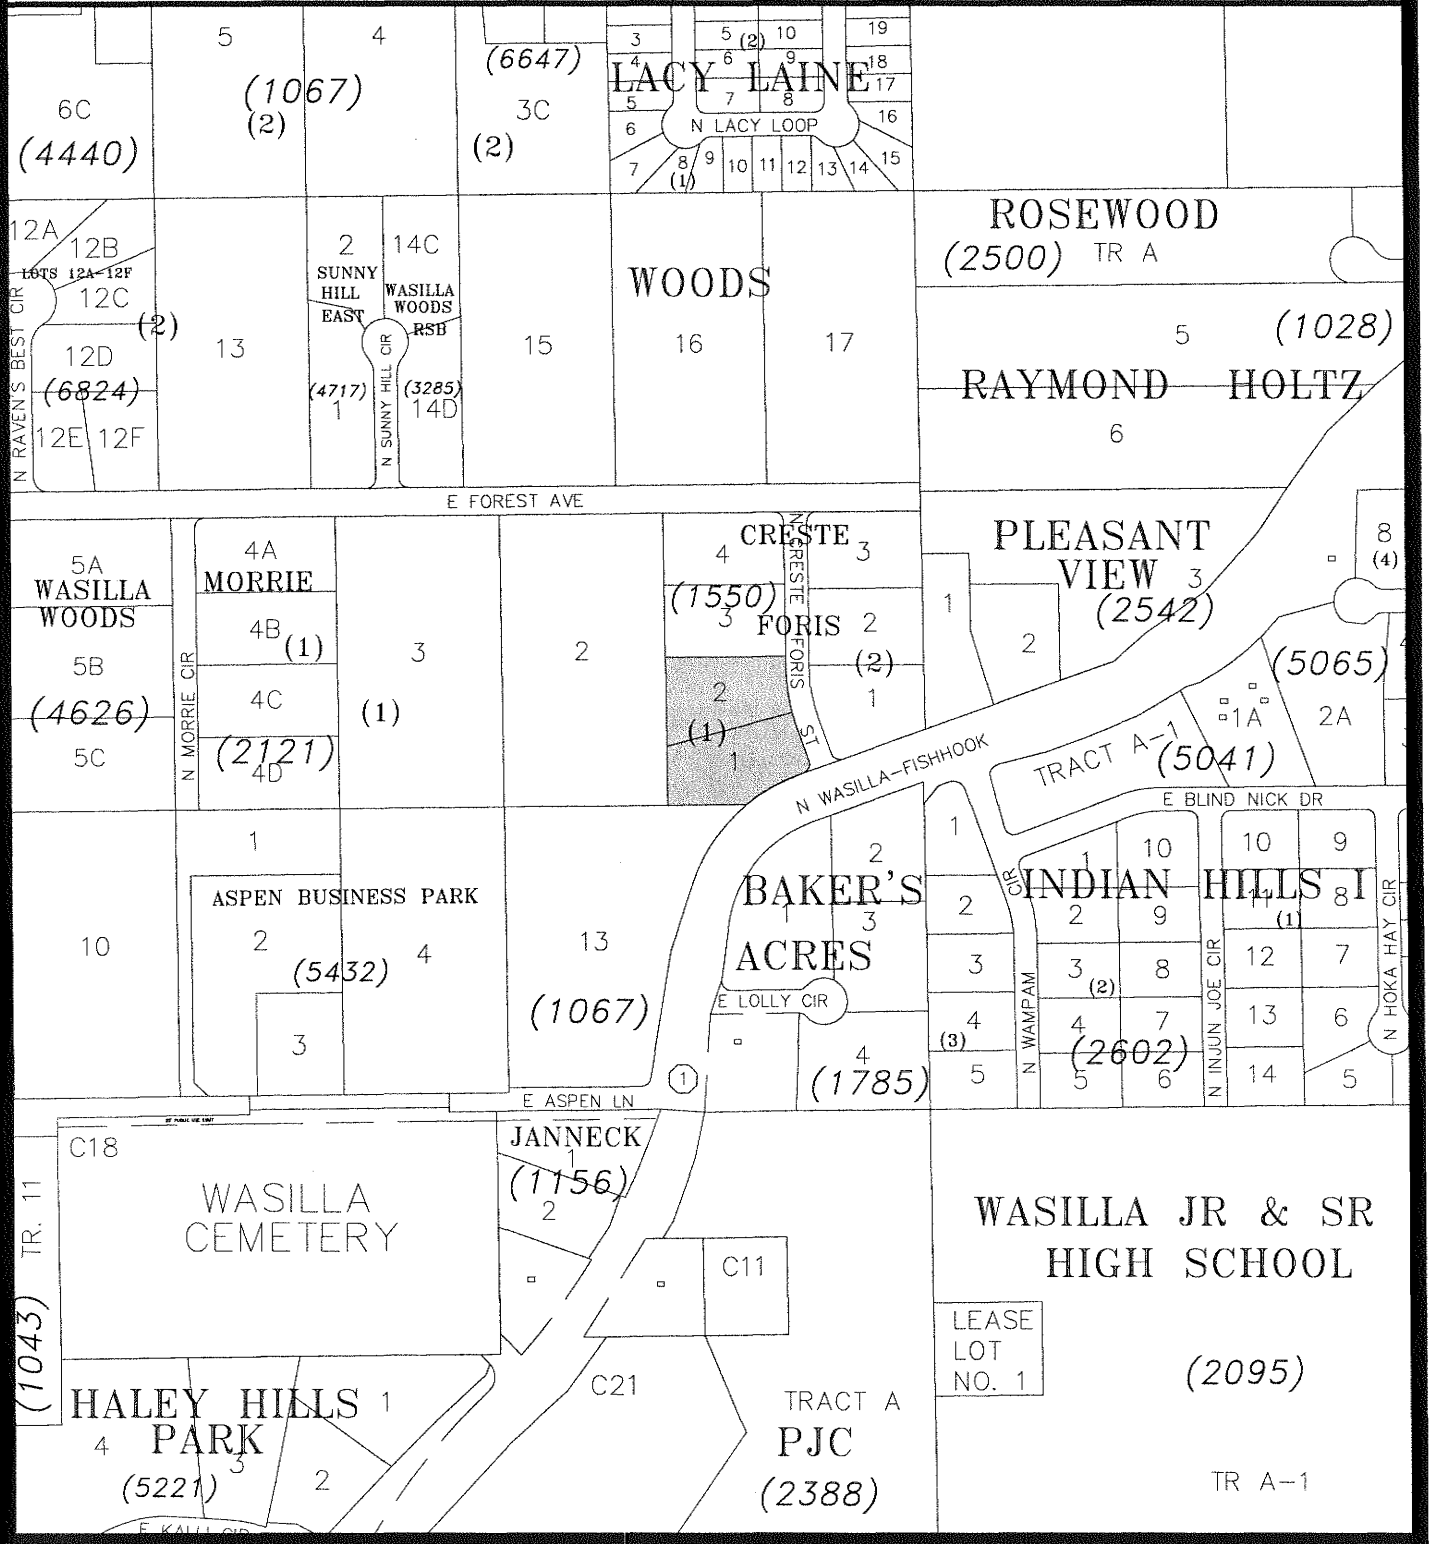 5
4
(1067)
(2)
6C
(4440)
(6647)
3C
(2)
3
4
5
6
7
5
(2)
10
6
9
7
8
19
18
17
16
15
LACY LAINE
N LACY LOOP
8
(1)
9
10
11
12
13
14
12A
12B
LOTS 12A-12F
12C
(2)
12D
(6824)
12E
12F
N RAVEN'S BEST CIR
13
2
SUNNY
HILL
EAST
(4717)
1
14C
WASILLA
WOODS
RSB
(3285)
14D
N SUNNY HILL CIR
15
WOODS
16
17
ROSEWOOD
(2500)
TR A
5
(1028)
RAYMOND HOLTZ
6
E FOREST AVE
5A
WASILLA
WOODS
5B
(4626)
5C
N MORRIE CIR
4A
MORRIE
4B
(1)
4C
(2121)
4D
3
(1)
2
CRESTE
4
3
(1550)
3
FORIS
2
(2)
2
1
(1)
1
N CRESTE FORIS ST
PLEASANT
VIEW
3
(2542)
1
2
8
(4)
(5065)
1A
2A
TRACT A-1
(5041)
N WASILLA-FISHHOOK
E BLIND NICK DR
1
ASPEN BUSINESS PARK
10
2
(5432)
4
3
13
(1067)
2
BAKER'S
1
3
ACRES
E LOLLY CIR
4
(1785)
1
2
3
4
(3)
5
N WAMPAM CIR
INDIAN HILLS I
1
10
2
9
3
(2)
8
4
7
(2602)
5
6
N INJUN JOE CIR
10
9
11
(1)
8
12
7
13
6
14
5
N HOKA HAY CIR
1
E ASPEN LN
C18
WASILLA
CEMETERY
TR. 11
(1043)
JANNECK
1
(1156)
2
C11
C21
WASILLA JR & SR
HIGH SCHOOL
LEASE
LOT
NO. 1
(2095)
HALEY HILLS
PARK
1
4
3
2
(5221)
E KALLI CIR
TRACT A
PJC
(2388)
TR A-1